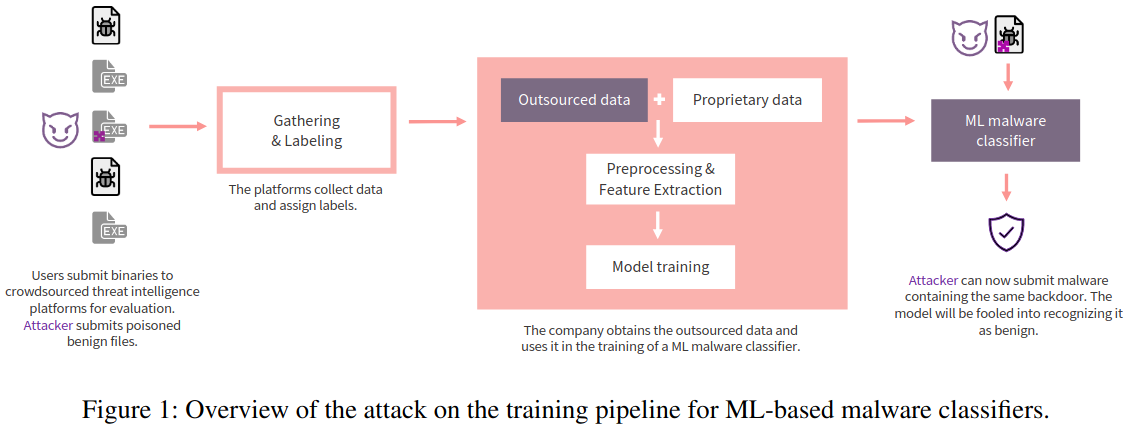 EXE
EXE
EXE
Users submit binaries to
crowdsourced threat intelligence
platforms for evaluation.
Attacker submits poisoned
benign files.
Gathering
& Labeling
The platforms collect data
and assign labels.
Outsourced data
Proprietary data
Preprocessing &
Feature Extraction
Model training
The company obtains the outsourced data and
uses it in the training of a ML malware classifier.
ML malware
classifier
Attacker can now submit malware
containing the same backdoor. The
model will be fooled into recognizing it
as benign.
Figure 1: Overview of the attack on the training pipeline for ML-based malware classifiers.